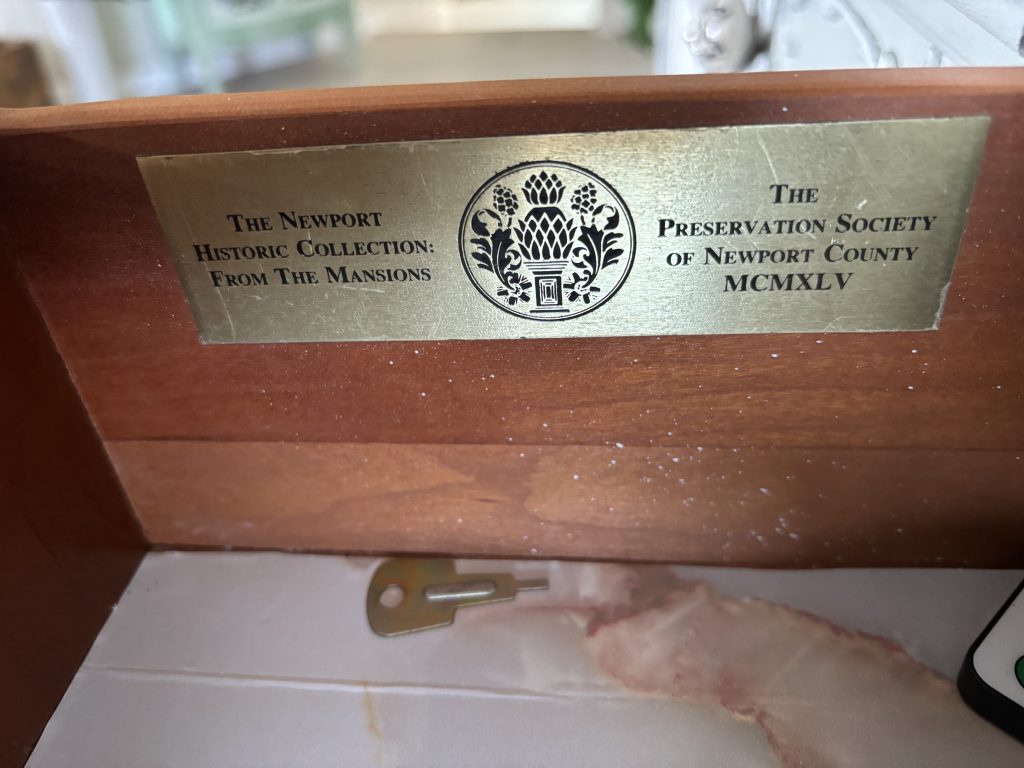 The Newport
Historic Collection:
From The Mansions
The
Preservation Society
of Newport County
MCMXLV